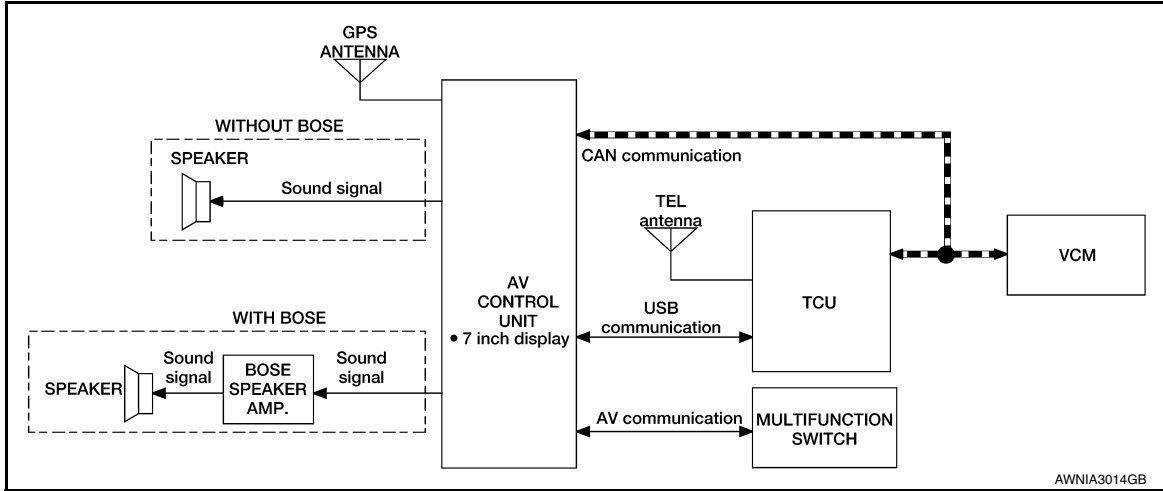 GPS
ANTENNA
WITHOUT BOSE
SPEAKER
Sound signal
CAN communication
TEL
antenna
VCM
TCU
AV
CONTROL
UNIT
• 7 inch display
USB
communication
WITH BOSE
Sound
signal
Sound
signal
SPEAKER
BOSE
SPEAKER
AMP.
AV communication
MULTIFUNCTION
SWITCH
AWNIA3014GB